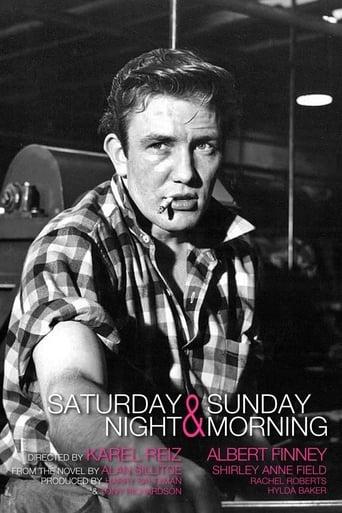 SATURDAY & SUNDAY
NIGHT MORNING
DIRECTED BY KAREL REIZ ALBERT FINNEY
FROM THE NOVEL BY ALAN SILLITOE SHIRLEY ANNE FIELD
PRODUCED BY HARRY SALTZMAN RACHEL ROBERTS
& TONY RICHARDSON HYLDA BAKER